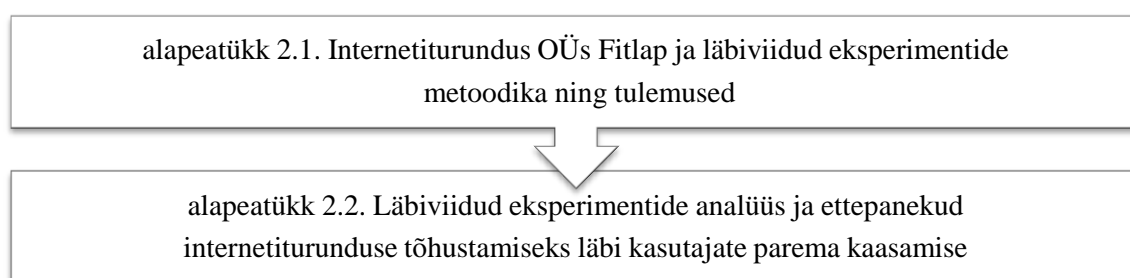 alapeatükk 2.1. Internetiturundus OÜs Fitlap ja läbiviidud eksperimentide
metoodika ning tulemused
alapeatükk 2.2. Läbiviidud eksperimentide analüüs ja ettepanekud
internetiturunduse tõhustamiseks läbi kasutajate parema kaasamise